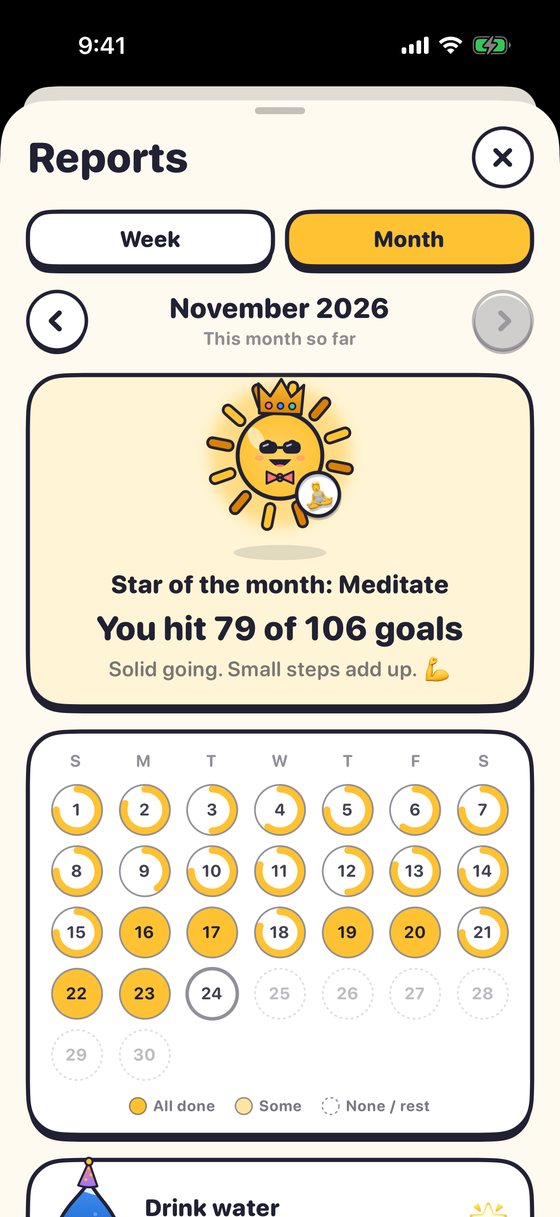 9:41
Reports
Week
Month
November 2026
This month so far
Star of the month: Meditate
You hit 79 of 106 goals
Solid going. Small steps add up. 💪
S M T W T F S
1 2 3 4 5 6 7
8 9 10 11 12 13 14
15 16 17 18 19 20 21
22 23 24 25 26 27 28
29 30
All done Some None / rest
Drink water